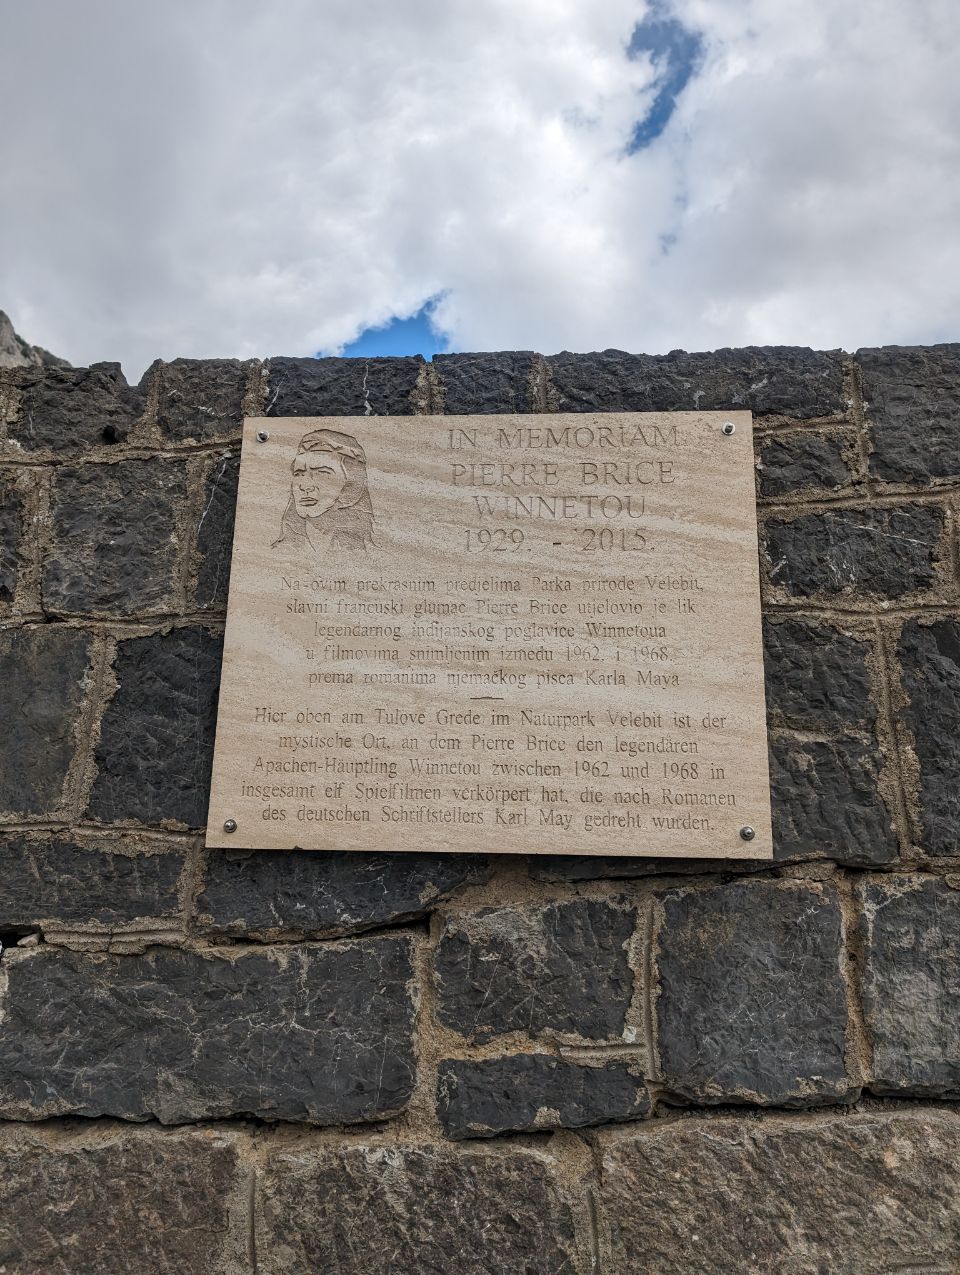 IN MEMORIAM
PIERRE BRICE
WINNETOU
1929. - 2015.
Na ovim prekrasnim predjelima Parka prirode Velebit,
slavni francuski glumac Pierre Brice utjelovio je lik
legendarnog indijanskog poglavice Winnetoua
u filmovima snimljenim između 1962. i 1968.
prema romanima njemačkog pisca Karla Maya
Hier oben am Tulove Grede im Naturpark Velebit ist der
mystische Ort, an dem Pierre Brice den legendären
Apachen-Häuptling Winnetou zwischen 1962 und 1968 in
insgesamt elf Spielfilmen verkörpert hat, die nach Romanen
des deutschen Schriftstellers Karl May gedreht wurden.